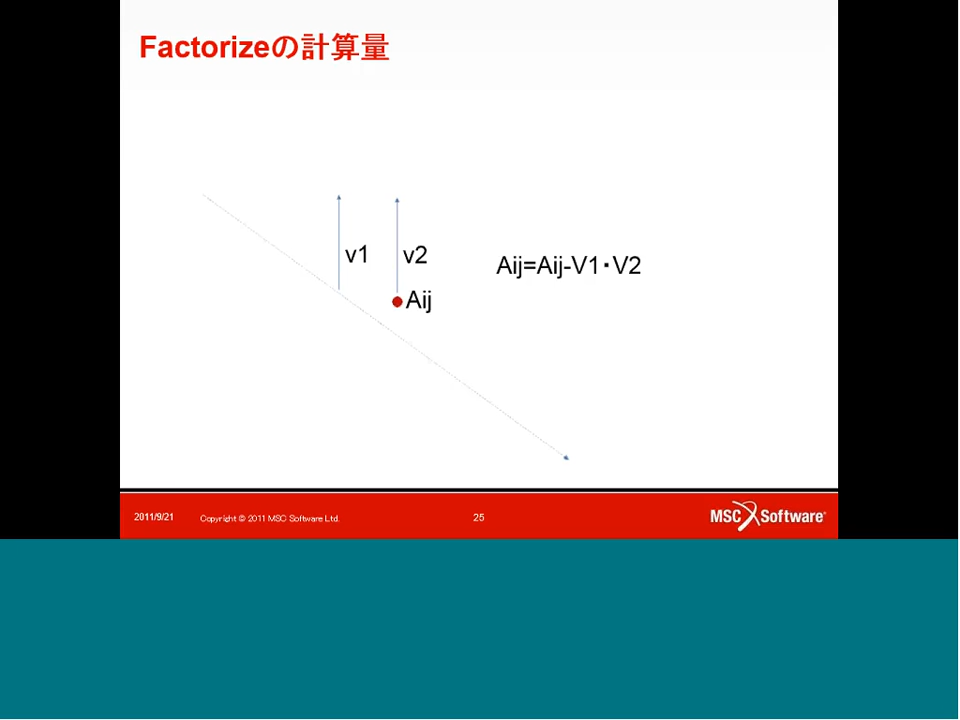 Factorizeの計算量
v1
v2
Aij=Aij-V1・V2
Aij
2011/9/21
Copyright © 2011 MSC Software Ltd.
25
MSC Software